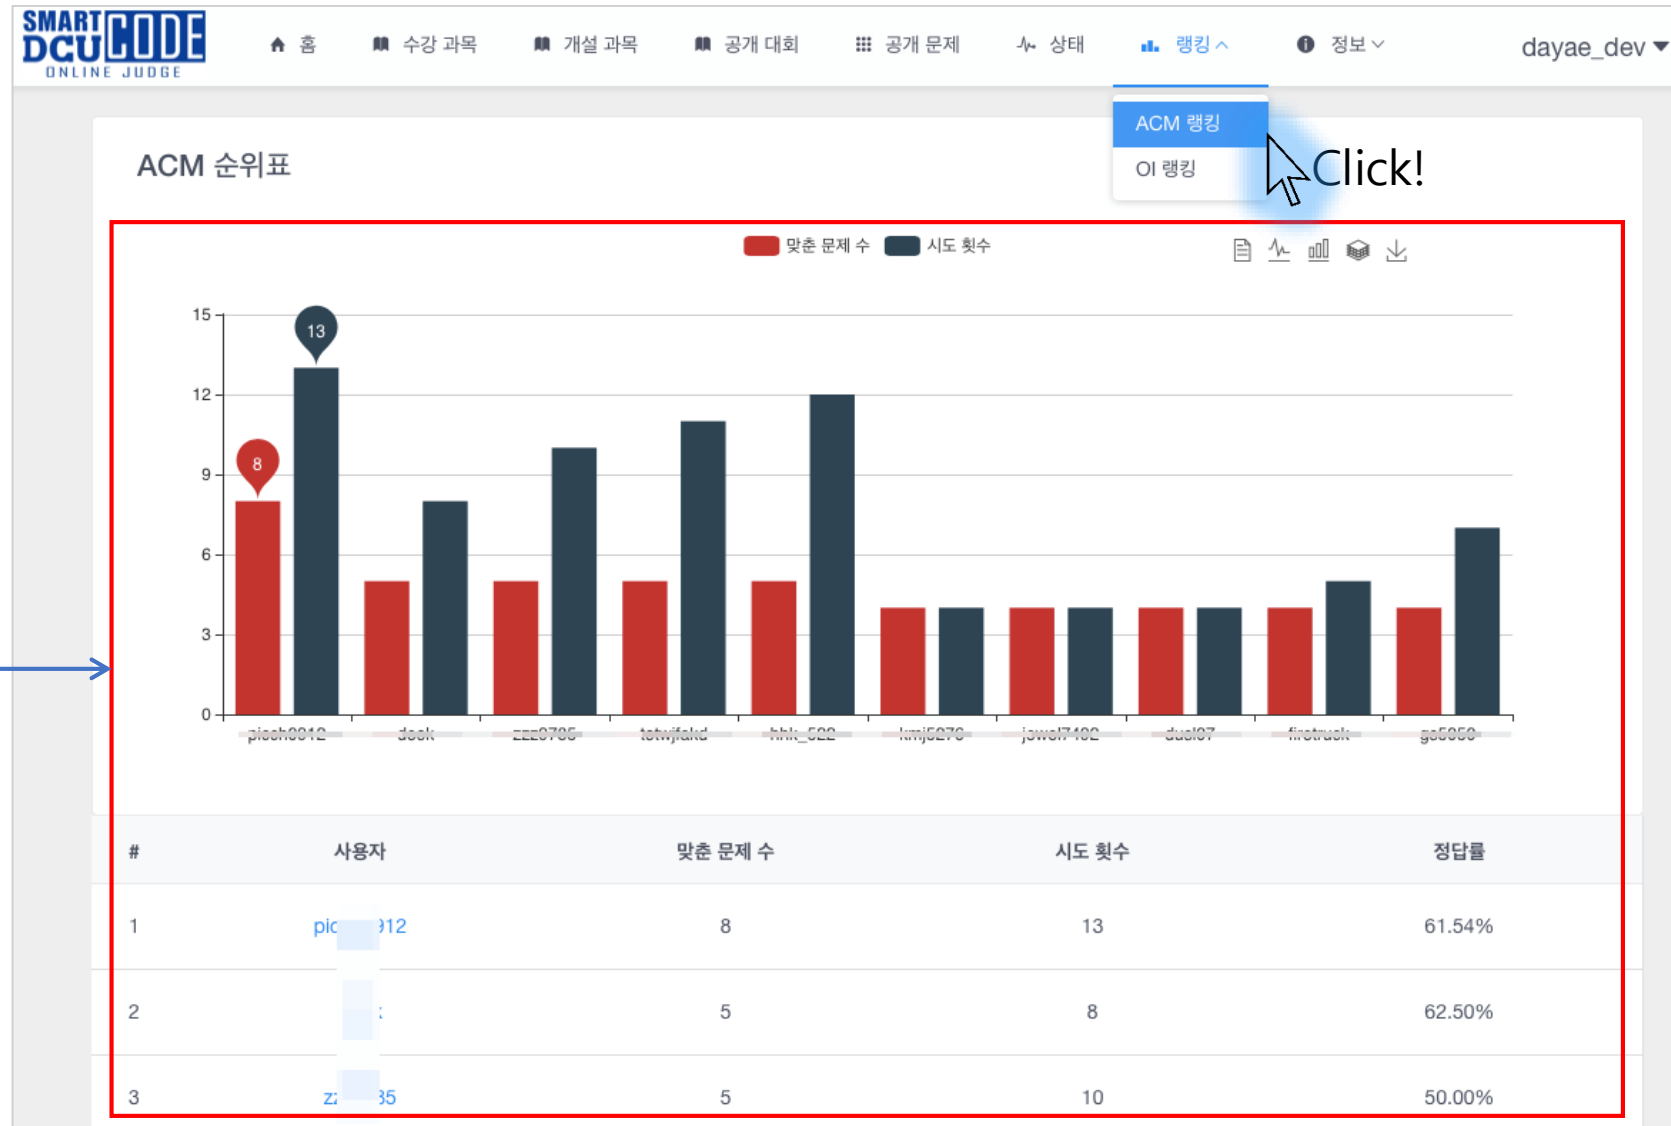 SMART DCU CODE
ONLINE JUDGE
홈 수강 과목 개설 과목 공개 대회 공개 문제 상태 랭킹 정보 dayae_dev
ACM 랭킹
OI 랭킹
Click!
ACM 순위표
맞춘 문제 수 시도 횟수
15
12
9
6
3
0
13
8
# 사용자 맞춘 문제 수 시도 횟수 정답률
1 8 13 61.54%
2 5 8 62.50%
3 5 10 50.00%